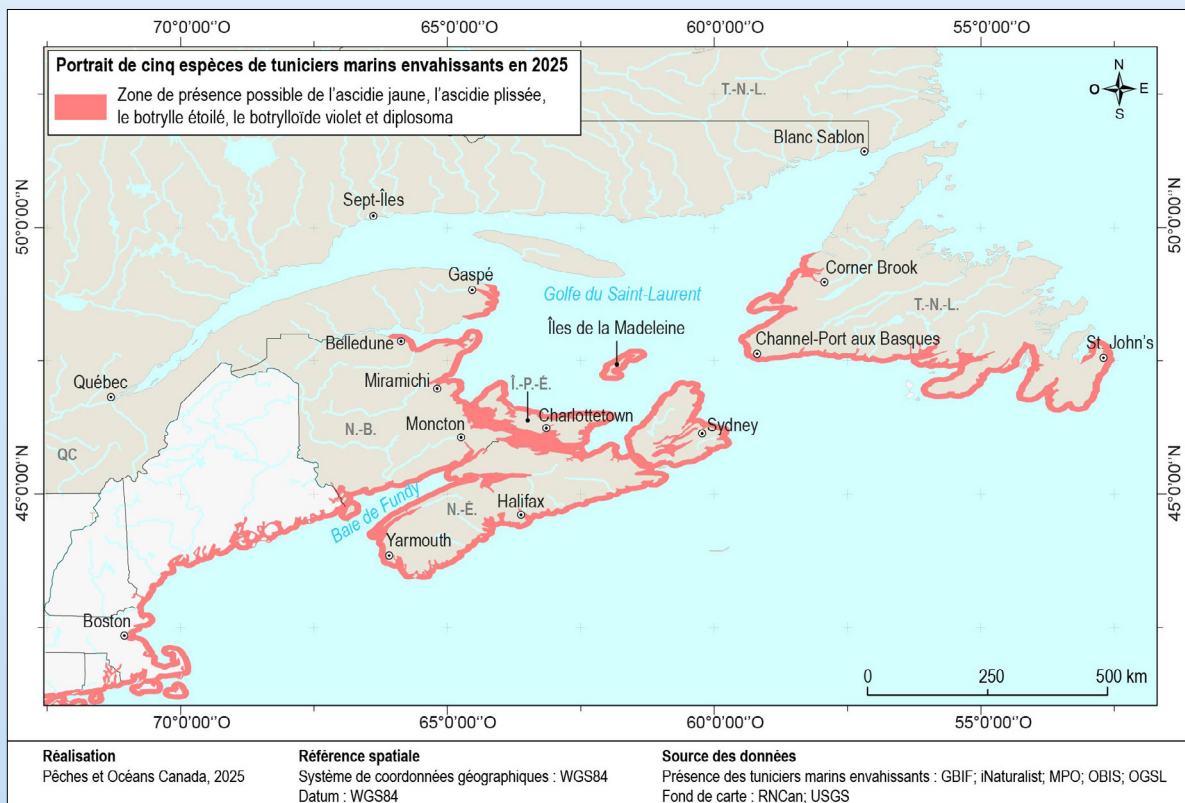 70°0'0"O 65°0'0"O 60°0'0"O 55°0'0"O
Portrait de cinq espèces de tuniciers marins envahissants en 2025
Zone de présence possible de l'ascidie jaune, l'ascidie plissée,
le botrylle étoilé, le botrylloïde violet et diplosoma
N
O E
S
T.-N.-L.
Blanc Sablon
Sept-Îles
50°0'0"N
50°0'0"N
Gaspé
Corner Brook
Golfe du Saint-Laurent
T.-N.-L.
Îles de la Madeleine
Belledune
Channel-Port aux Basques
St. John's
Québec
Miramichi
Î.-P.-É.
Charlottetown
N.-B.
Moncton
Sydney
QC
45°0'0"N
45°0'0"N
Baie de Fundy
N.-É.
Halifax
Yarmouth
Boston
0 250 500 km
70°0'0"O 65°0'0"O 60°0'0"O 55°0'0"O
Réalisation
Pêches et Océans Canada, 2025
Référence spatiale
Système de coordonnées géographiques : WGS84
Datum : WGS84
Source des données
Présence des tuniciers marins envahissants : GBIF; iNaturalist; MPO; OBIS; OGSL
Fond de carte : RNCan; USGS